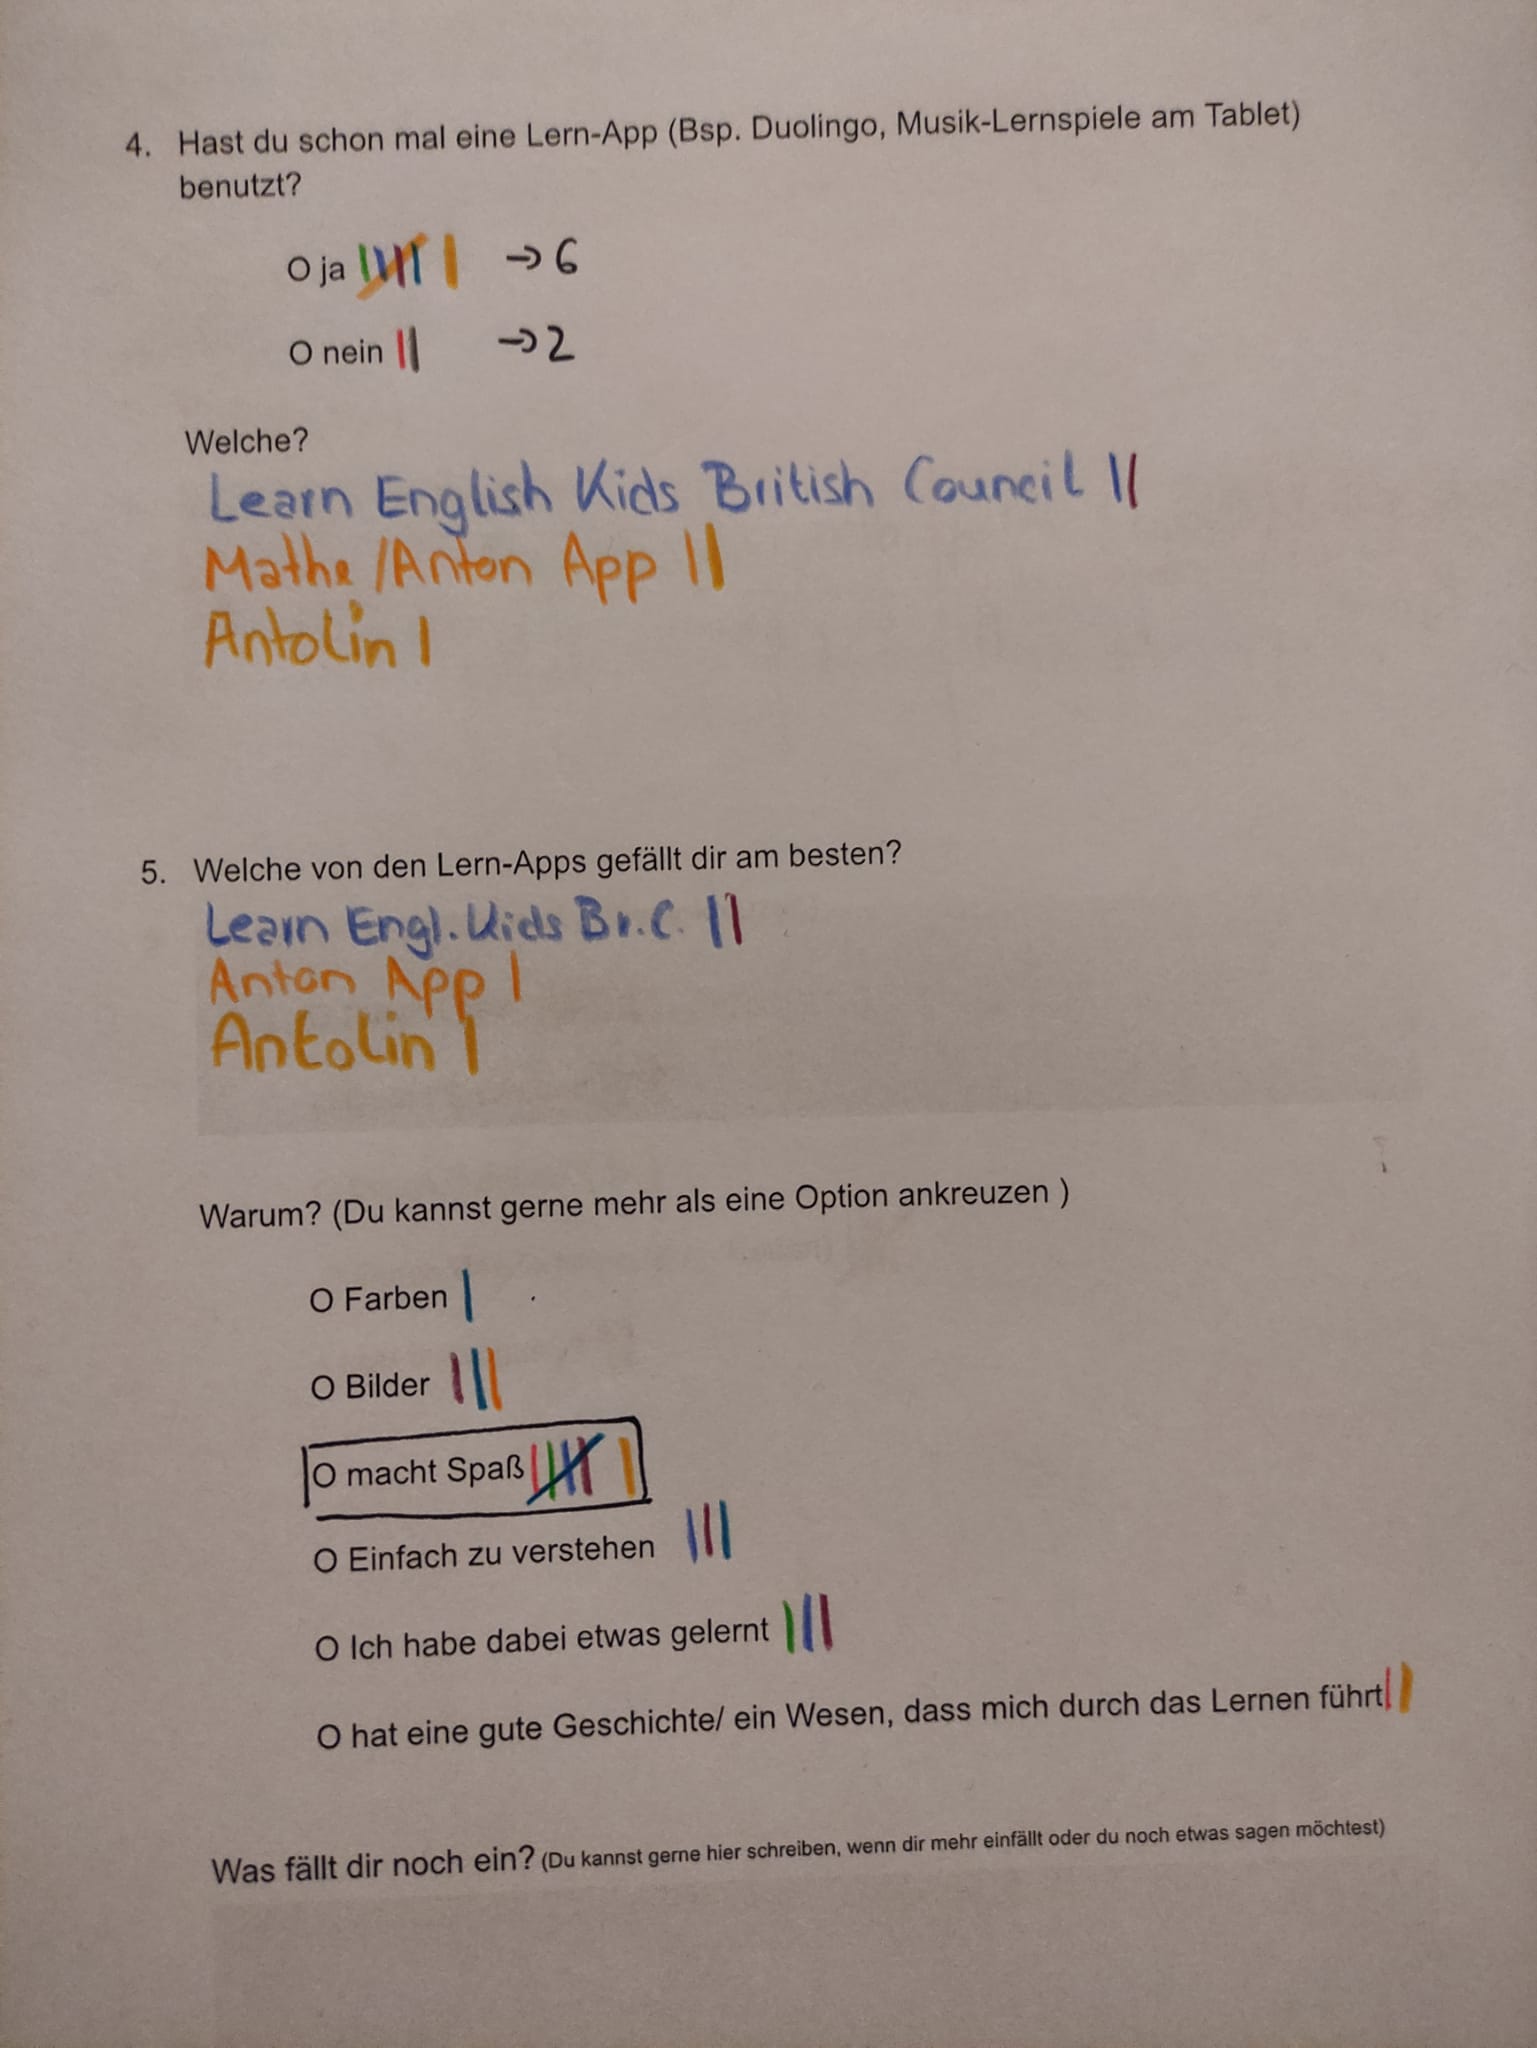 4. Hast du schon mal eine Lern-App (Bsp. Duolingo, Musik-Lernspiele am Tablet)
benutzt?
O ja |||| | → 6
O nein || → 2
Welche?
Learn English Kids British Council ||
Mathe /Anton App ||
Antolin |
5. Welche von den Lern-Apps gefällt dir am besten?
Learn Engl. Kids Br.C. ||
Anton App |
Antolin |
Warum? (Du kannst gerne mehr als eine Option ankreuzen )
O Farben |
O Bilder |||
O macht Spaß |||| |
O Einfach zu verstehen |||
O Ich habe dabei etwas gelernt |||
O hat eine gute Geschichte/ ein Wesen, dass mich durch das Lernen führt ||
Was fällt dir noch ein? (Du kannst gerne hier schreiben, wenn dir mehr einfällt oder du noch etwas sagen möchtest)